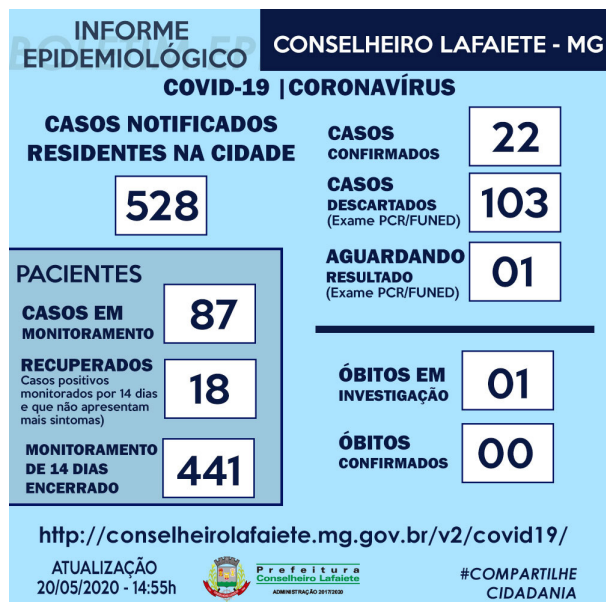 INFORME
EPIDEMIOLÓGICO
CONSELHEIRO LAFAIETE - MG
COVID-19 | CORONAVÍRUS
CASOS NOTIFICADOS
RESIDENTES NA CIDADE
528
CASOS
CONFIRMADOS
22
CASOS
DESCARTADOS
(Exame PCR/FUNED)
103
AGUARDANDO
RESULTADO
(Exame PCR/FUNED)
01
PACIENTES
CASOS EM
MONITORAMENTO
87
RECUPERADOS
Casos positivos
monitorados por 14 dias
e que não apresentam
mais sintomas)
18
MONITORAMENTO
DE 14 DIAS
ENCERRADO
441
ÓBITOS EM
INVESTIGAÇÃO
01
ÓBITOS
CONFIRMADOS
00
http://conselheirolafaiete.mg.gov.br/v2/covid19/
ATUALIZAÇÃO
20/05/2020 - 14:55h
Prefeitura
Conselheiro Lafaiete
ADMINISTRAÇÃO 2017/2020
#COMPARTILHE
CIDADANIA